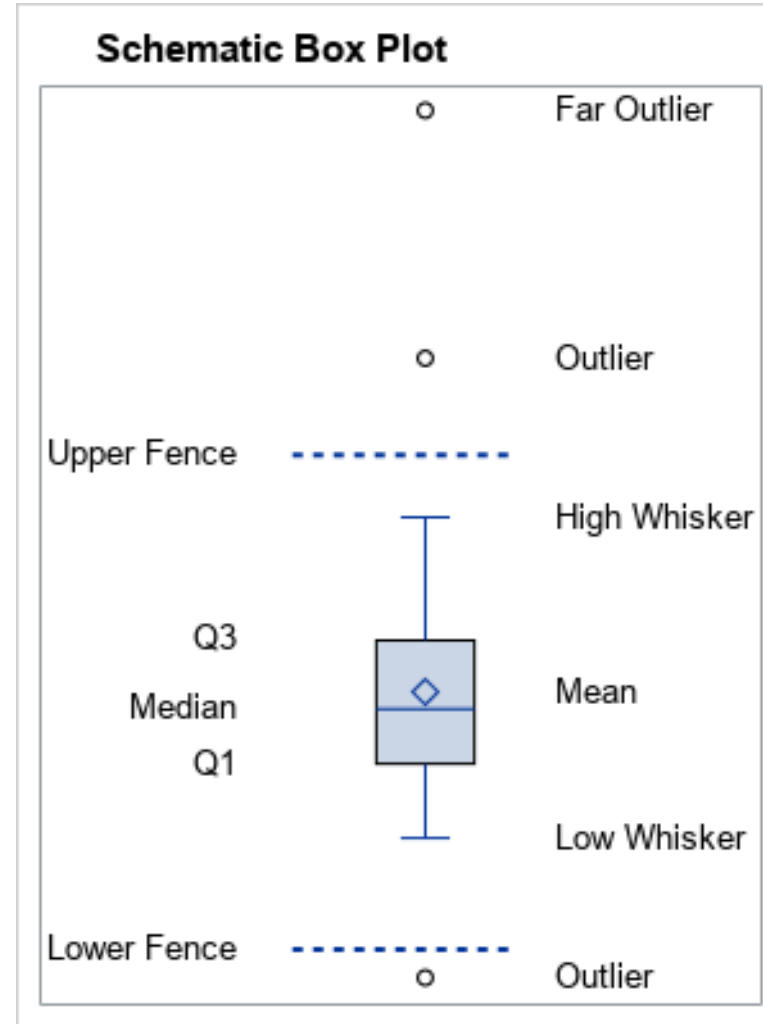 Schematic Box Plot
Far Outlier
Outlier
Upper Fence
High Whisker
Q3
Mean
Median
Q1
Low Whisker
Lower Fence
Outlier